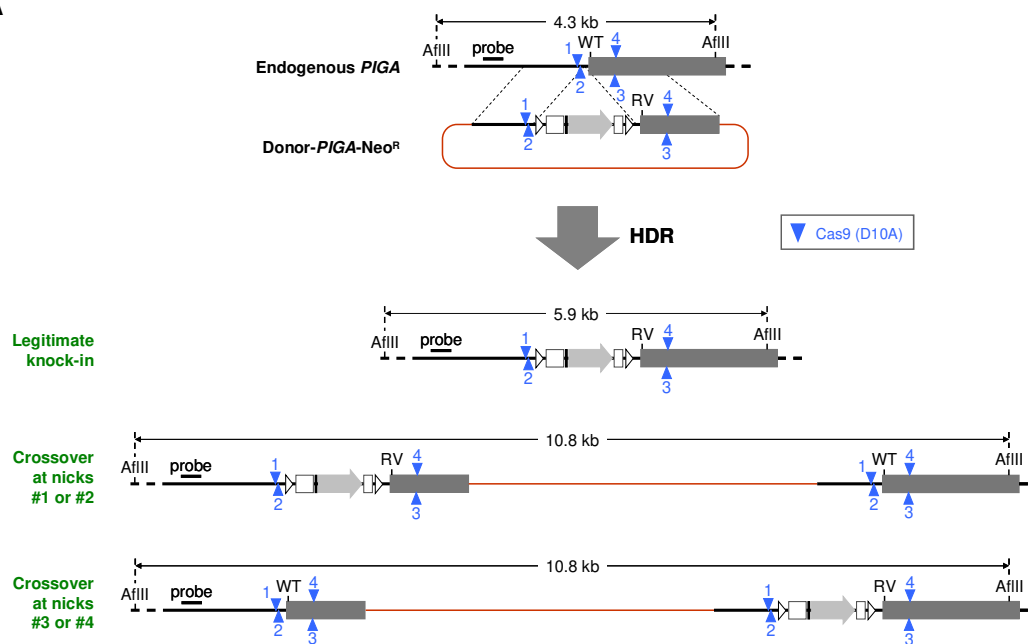 A
4.3 kb
AflII probe 1 WT 4 AflII
Endogenous PIGA
2 3
1 RV 4
Donor-PIGA-Neoᴿ
2 3
HDR
Cas9 (D10A)
5.9 kb
Legitimate knock-in
AflII probe 1 RV 4 AflII
2 3
10.8 kb
Crossover at nicks #1 or #2
AflII probe 1 RV 4 1 WT 4 AflII
2 3 2 3
10.8 kb
Crossover at nicks #3 or #4
AflII probe 1 WT 4 1 RV 4 AflII
2 3 2 3